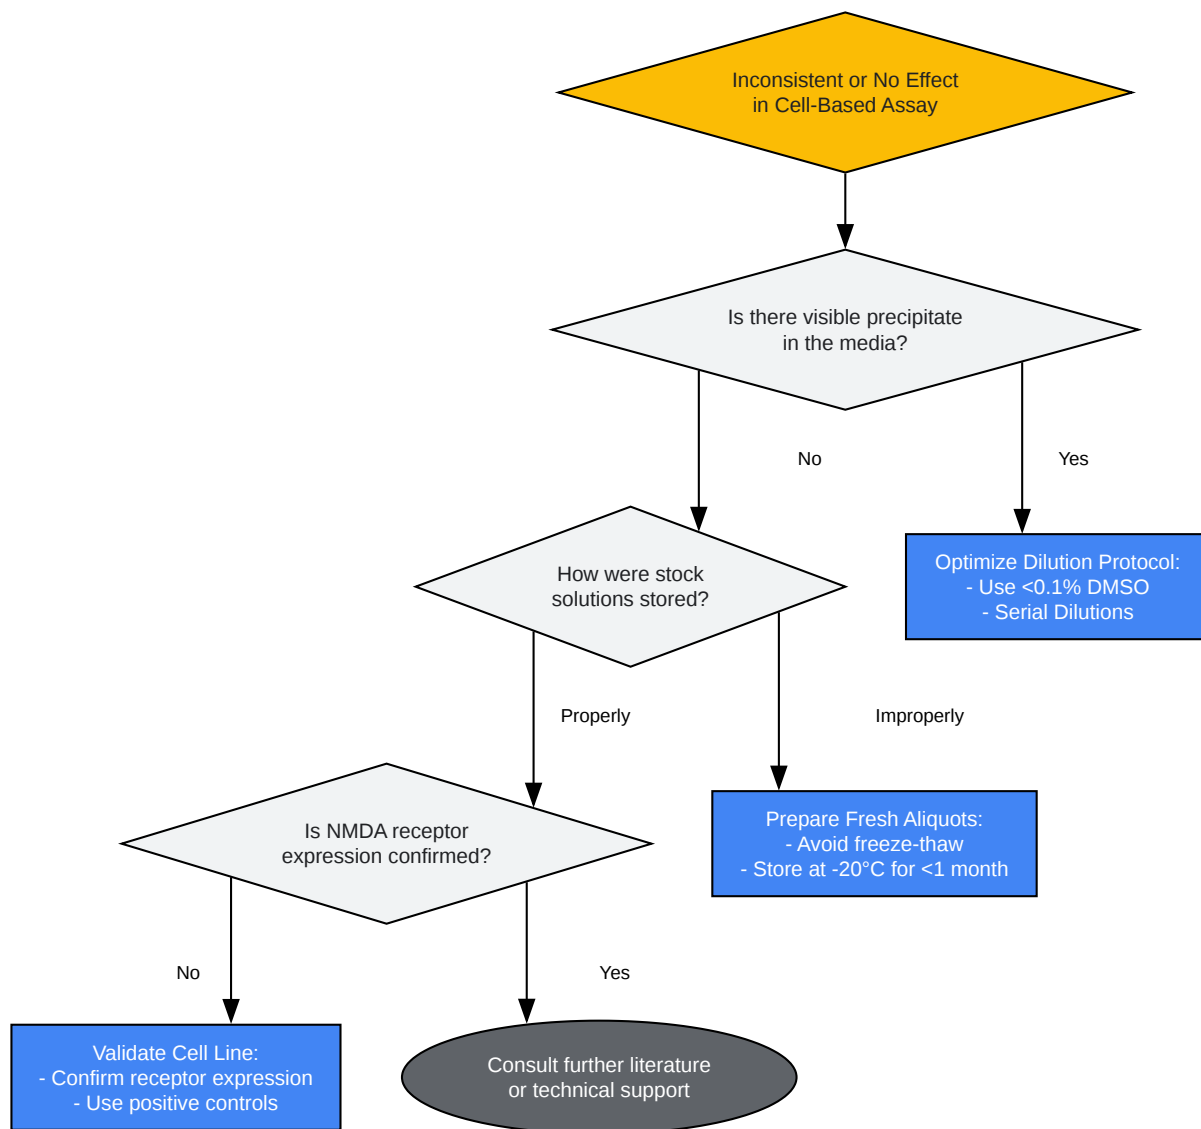 Inconsistent or No Effect
in Cell-Based Assay
Is there visible precipitate
in the media?
No
Yes
How were stock
solutions stored?
Optimize Dilution Protocol:
- Use <0.1% DMSO
- Serial Dilutions
Properly
Improperly
Is NMDA receptor
expression confirmed?
Prepare Fresh Aliquots:
- Avoid freeze-thaw
- Store at -20°C for <1 month
No
Yes
Validate Cell Line:
- Confirm receptor expression
- Use positive controls
Consult further literature
or technical support